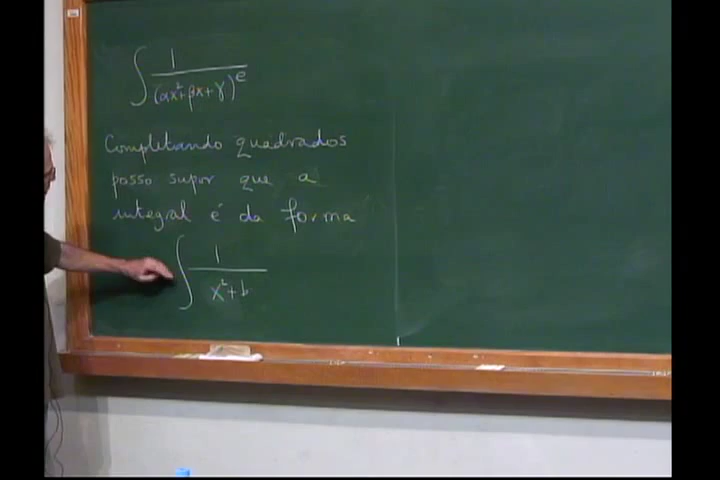 ∫ 1/(αx²+βx+γ)^e
Completando quadrados
posso supor que a
integral é da forma
∫ 1/(x²+b)